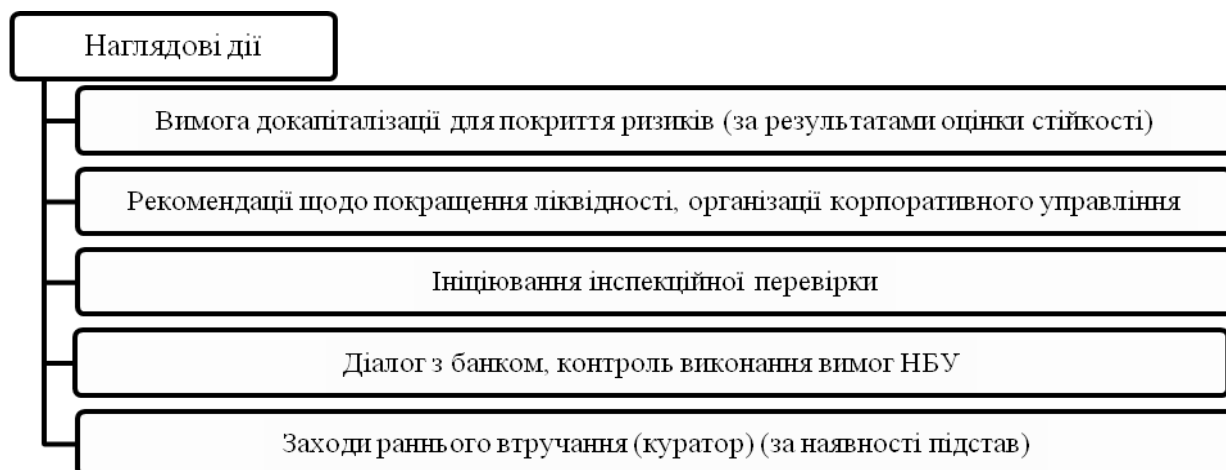 Наглядові дії
Вимога докапіталізації для покриття ризиків (за результатами оцінки стійкості)
Рекомендації щодо покращення ліквідності, організації корпоративного управління
Ініціювання інспекційної перевірки
Діалог з банком, контроль виконання вимог НБУ
Заходи раннього втручання (куратор) (за наявності підстав)